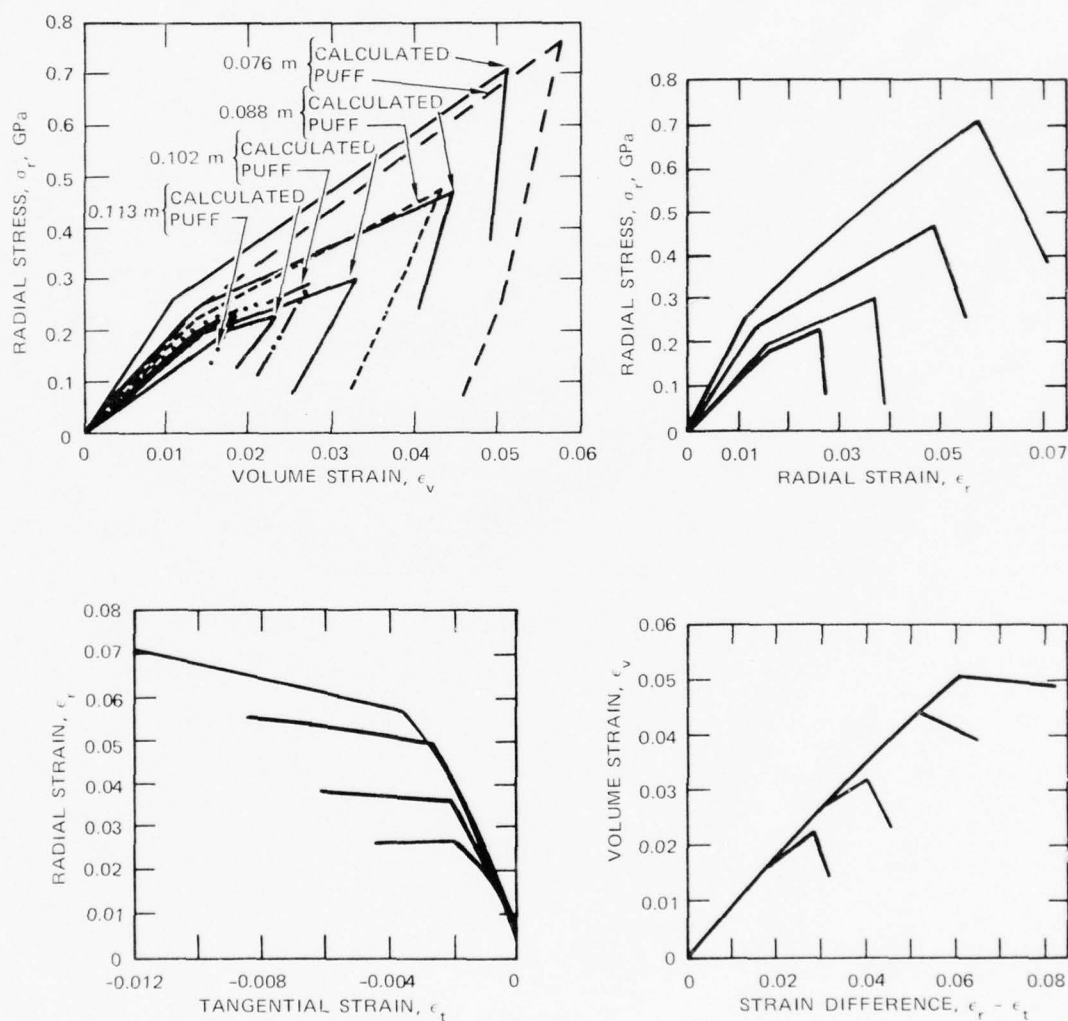 0.8
0.7
0.6
0.5
0.4
0.3
0.2
0.1
0
RADIAL STRESS, σr, GPa
0.076 m { CALCULATED
PUFF
0.088 m { CALCULATED
PUFF
0.102 m { CALCULATED
PUFF
0.113 m { CALCULATED
PUFF
0 0.01 0.02 0.03 0.04 0.05 0.06
VOLUME STRAIN, εv
0.8
0.7
0.6
0.5
0.4
0.3
0.2
0.1
0
RADIAL STRESS, σr, GPa
0 0.01 0.03 0.05 0.07
RADIAL STRAIN, εr
0.08
0.07
0.06
0.05
0.04
0.03
0.02
0.01
0
RADIAL STRAIN, εr
-0.012 -0.008 -0.004 0
TANGENTIAL STRAIN, εt
0.06
0.05
0.04
0.03
0.02
0.01
0
VOLUME STRAIN, εv
0 0.02 0.04 0.06 0.08
STRAIN DIFFERENCE, εr - εt